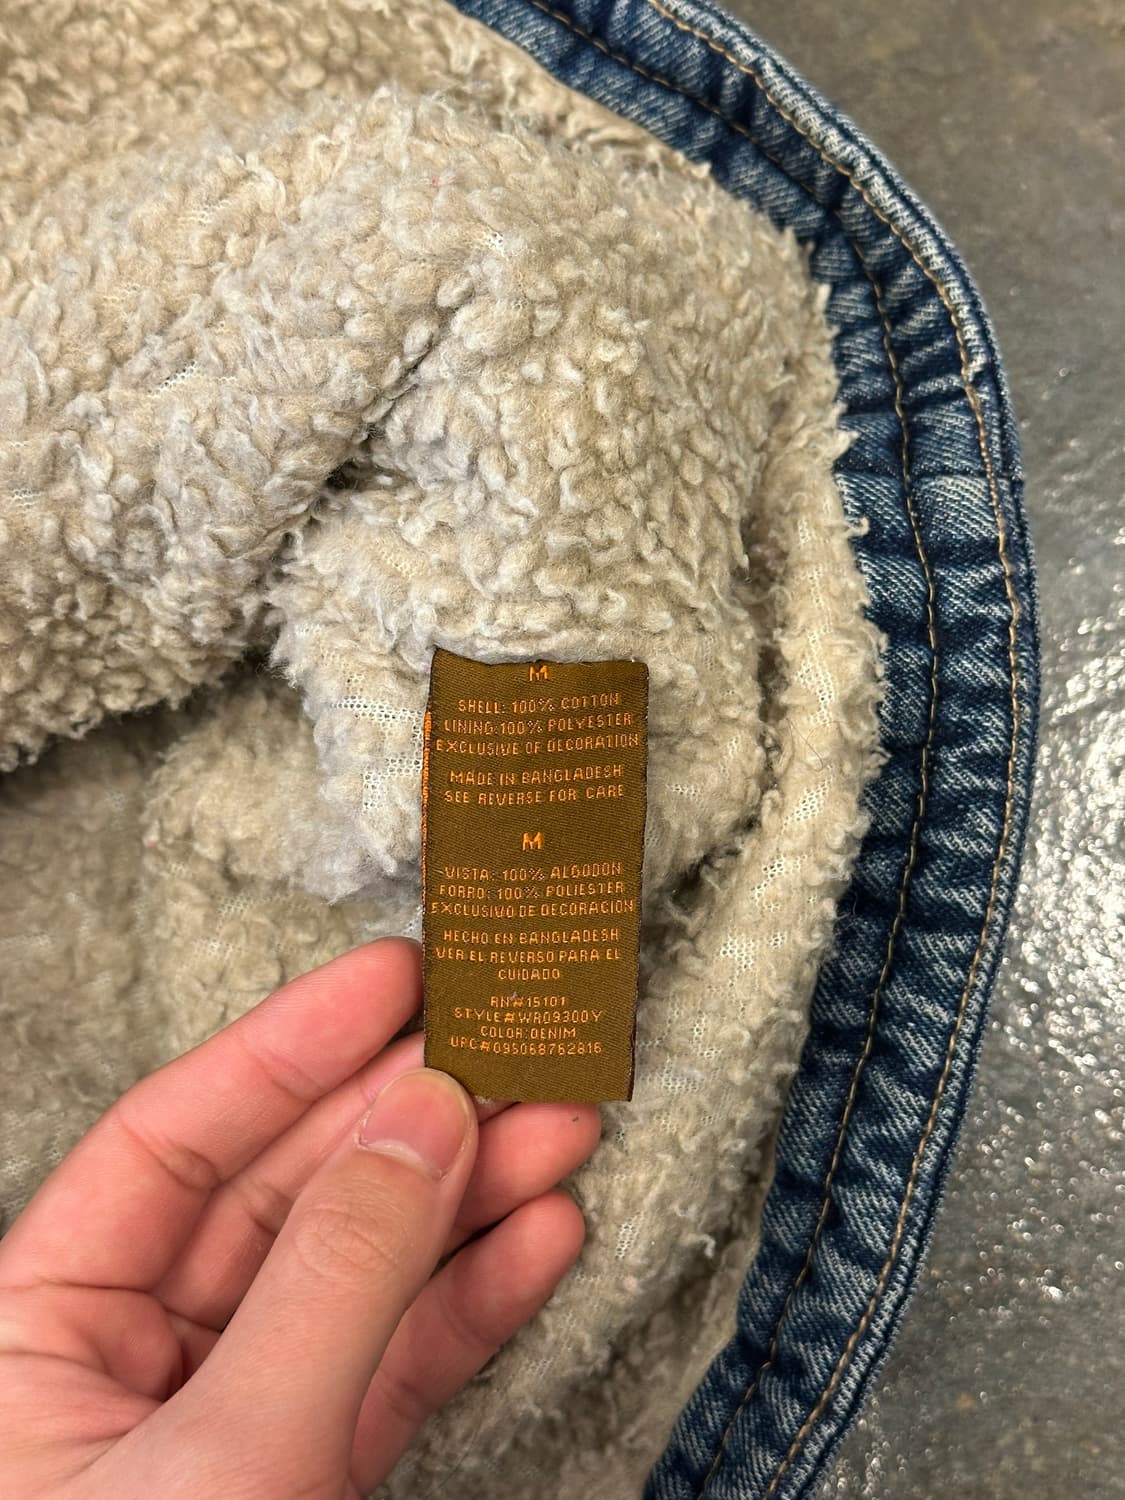 M
SHELL: 100% COTTON
LINING:100% POLYESTER
EXCLUSIVE OF DECORATION
MADE IN BANGLADESH
SEE REVERSE FOR CARE
M
VISTA: 100% ALGODON
FORRO: 100% POLIESTER
EXCLUSIVO DE DECORACION
HECHO EN BANGLADESH
VER EL REVERSO PARA EL
CUIDADO
RN#15101
STYLE#WR09300Y
COLOR:DENIM
UPC#095068762816